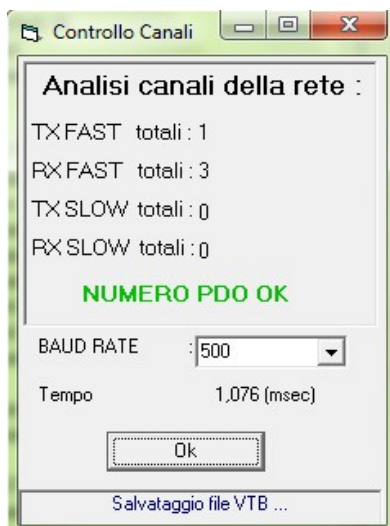 Controllo Canali
Analisi canali della rete :
TX FAST totali : 1
RX FAST totali : 3
TX SLOW totali : 0
RX SLOW totali : 0
NUMERO PDO OK
BAUD RATE : 500
Tempo 1,076 (msec)
Ok
Salvataggio file VTB ...